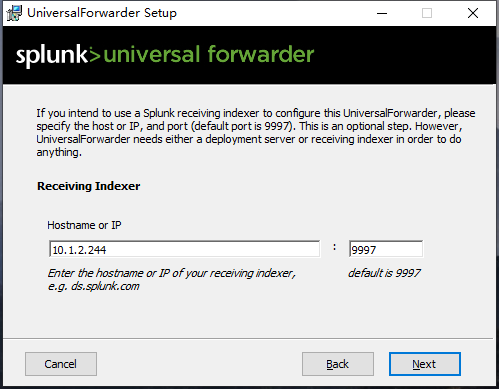 UniversalForwarder Setup
splunk> universal forwarder
If you intend to use a Splunk receiving indexer to configure this UniversalForwarder, please
specify the host or IP, and port (default port is 9997). This is an optional step. However,
UniversalForwarder needs either a deployment server or receiving indexer in order to do
anything.
Receiving Indexer
Hostname or IP
10.1.2.244 : 9997
Enter the hostname or IP of your receiving indexer, default is 9997
e.g. ds.splunk.com
Cancel Back Next